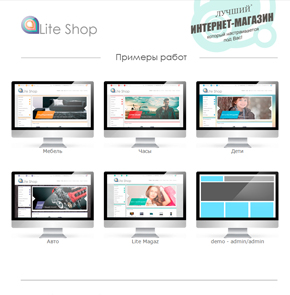 Lite Shop
ЛУЧШИЙ
ИНТЕРНЕТ-МАГАЗИН
который настраивается
под Вас!
Примеры работ
Мебель
Часы
Дети
Авто
Lite Magaz
demo - admin/admin